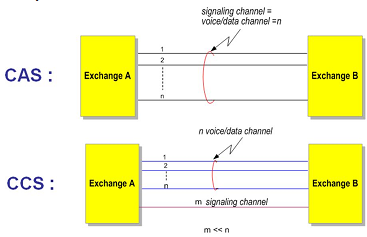 signaling channel =
voice/data channel =n
CAS :
Exchange A
1
2
n
Exchange B
n voice/data channel
CCS :
Exchange A
1
2
n
m signaling channel
Exchange B
m << n